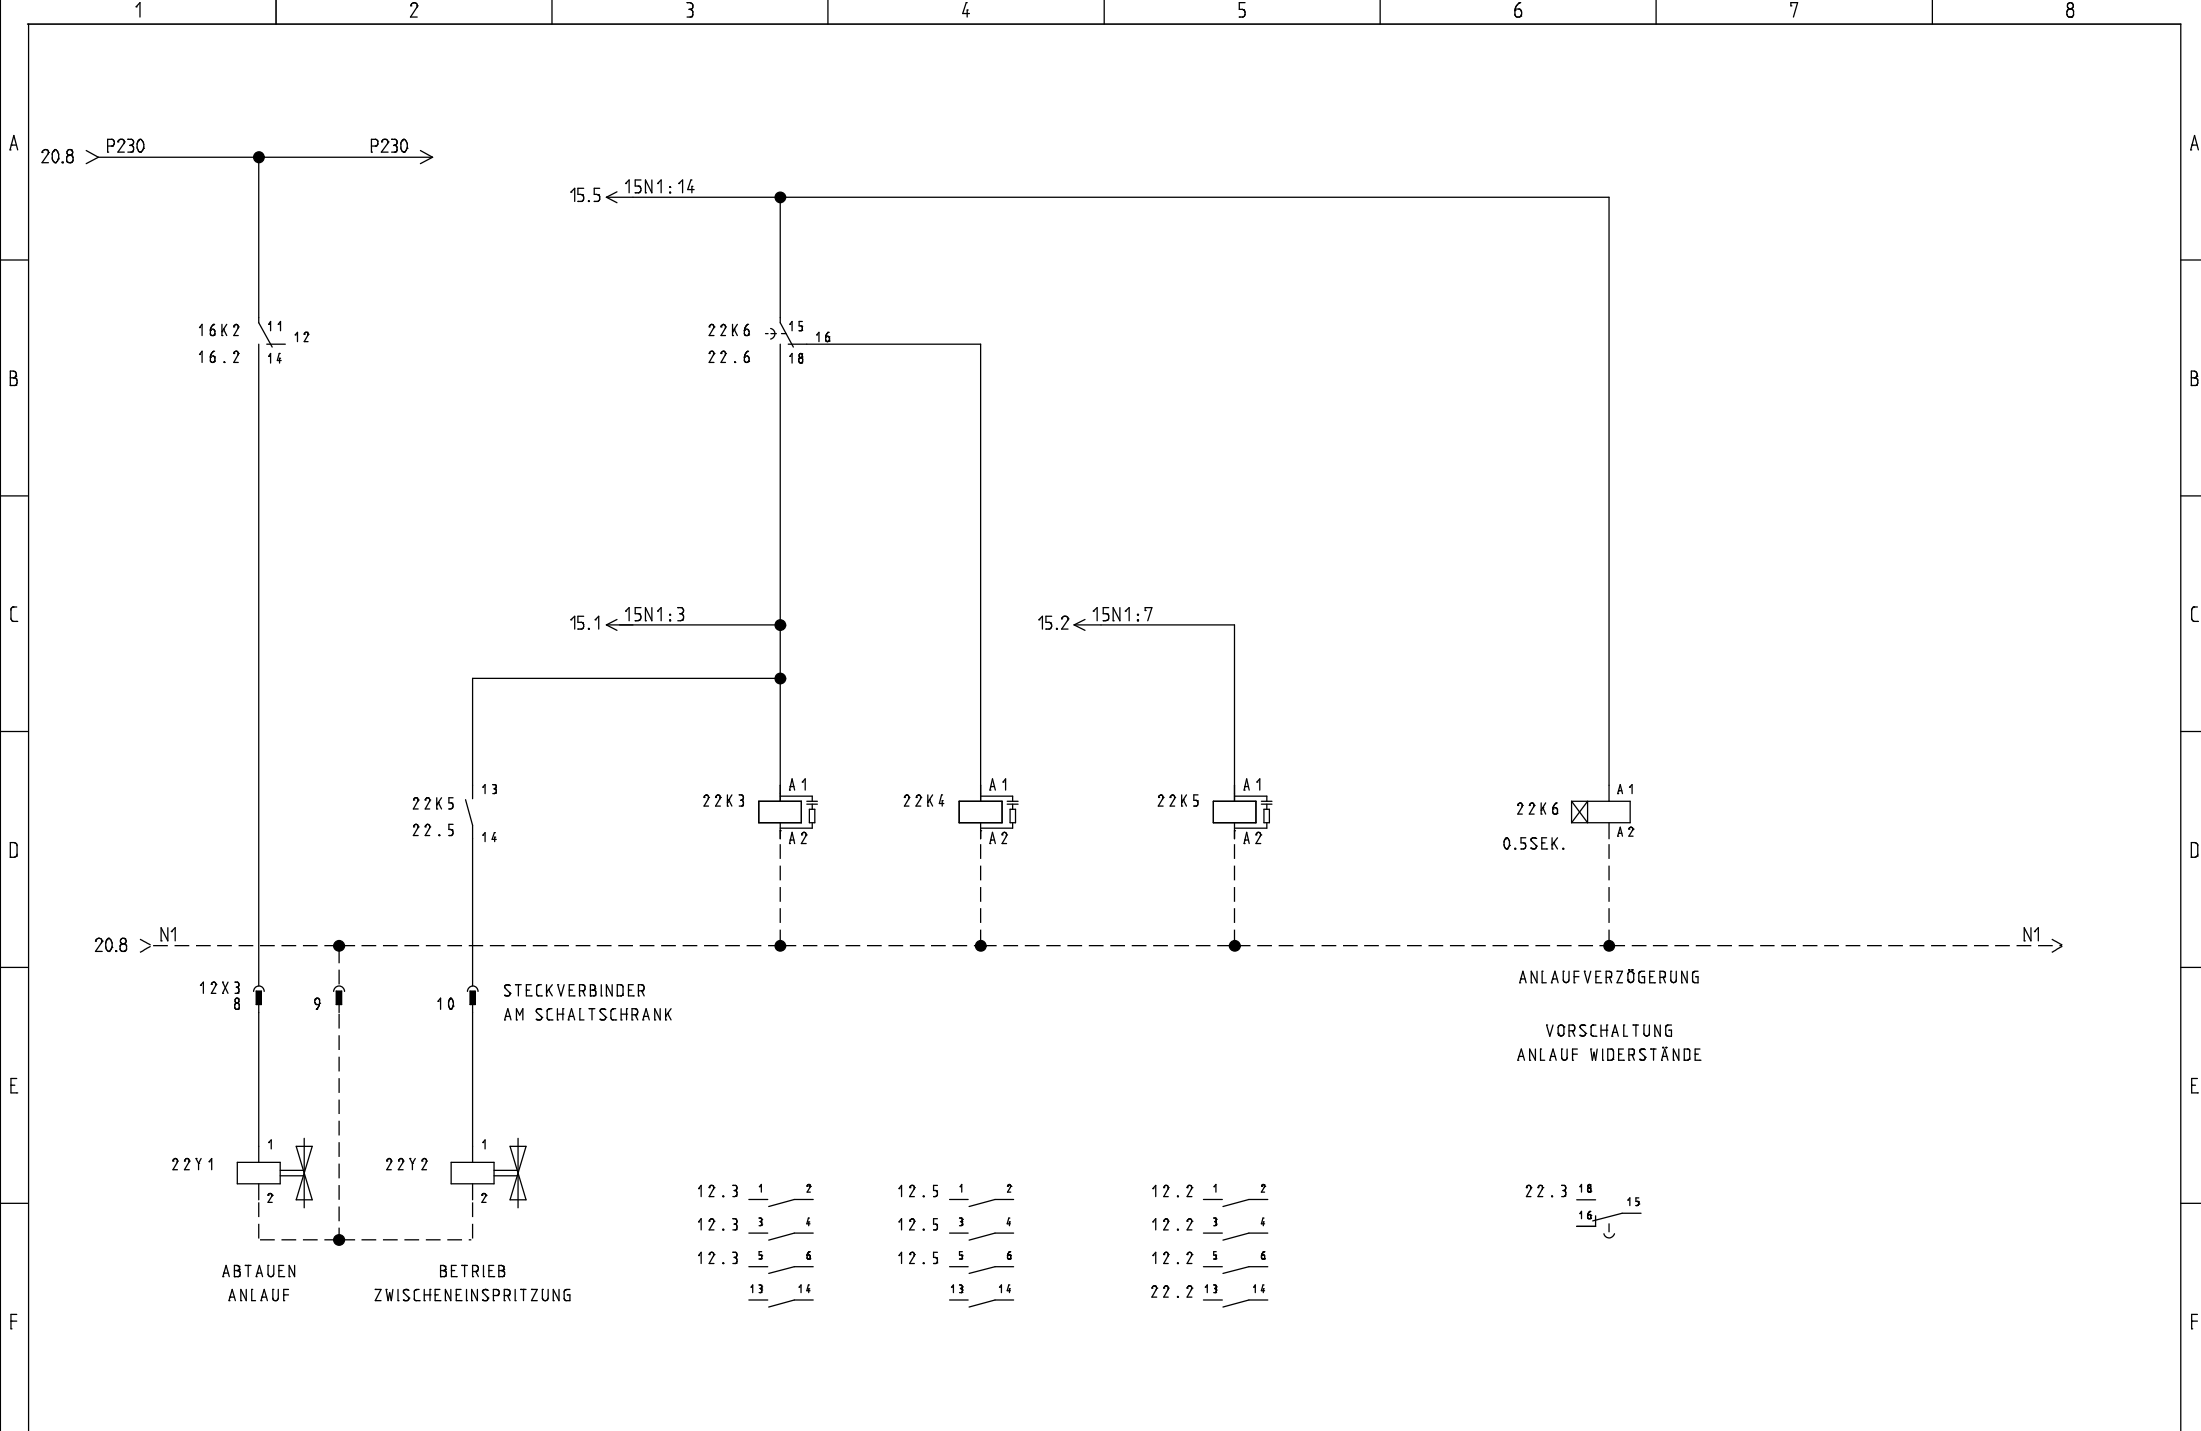 1 2 3 4 5 6 7 8
A A
20.8 P230 P230
15.5 15N1:14
16K2 11 12
16.2 14
22K6 15 16
22.6 18
B B
C C
15.1 15N1:3
15.2 15N1:7
22K5 13
22.5 14
22K3 A1
A2
22K4 A1
A2
22K5 A1
A2
22K6 A1
0.5SEK. A2
D D
20.8 N1 N1
12X3
8 9 10
STECKVERBINDER
AM SCHALTSCHRANK
ANLAUFVERZÖGERUNG
VORSCHALTUNG
ANLAUF WIDERSTÄNDE
E E
22Y1 1
2
22Y2 1
2
12.3 1 2
12.3 3 4
12.3 5 6
13 14
12.5 1 2
12.5 3 4
12.5 5 6
13 14
12.2 1 2
12.2 3 4
12.2 5 6
22.2 13 14
22.3 18 15
16
ABTAUEN
ANLAUF
BETRIEB
ZWISCHENEINSPRITZUNG
F F